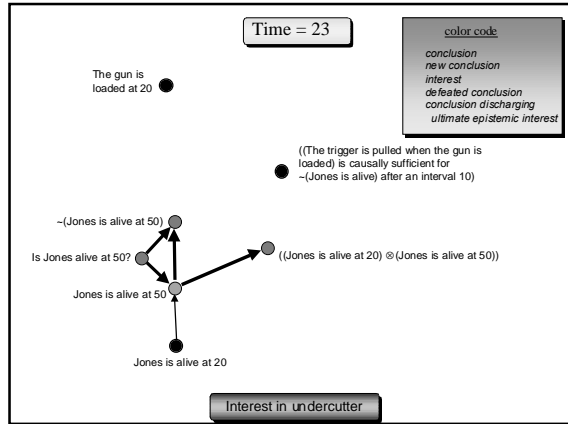 Time = 23
color code
conclusion
new conclusion
interest
defeated conclusion
conclusion discharging
ultimate epistemic interest
The gun is
loaded at 20
((The trigger is pulled when the gun is
loaded) is causally sufficient for
~(Jones is alive) after an interval 10)
~(Jones is alive at 50)
Is Jones alive at 50?
((Jones is alive at 20) ⊗(Jones is alive at 50))
Jones is alive at 50
Jones is alive at 20
Interest in undercutter